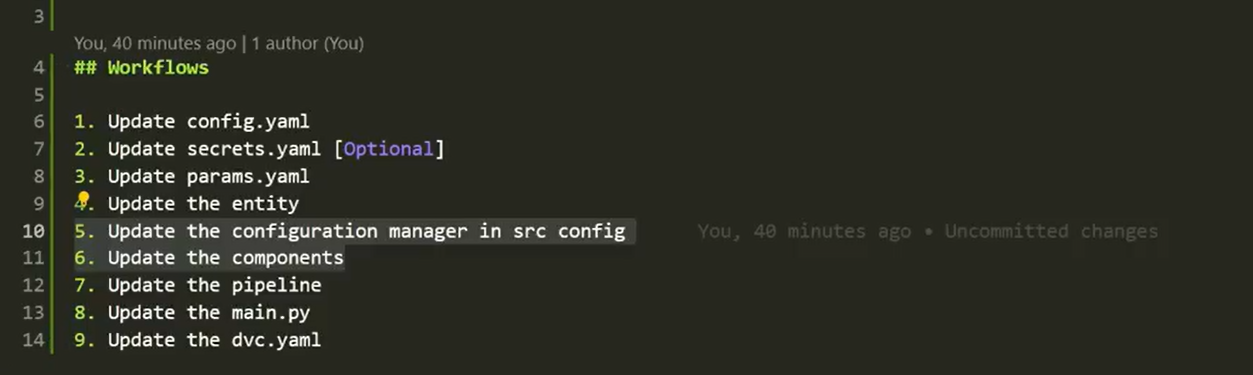 3
You, 40 minutes ago | 1 author (You)
4 ## Workflows
5
6 1. Update config.yaml
7 2. Update secrets.yaml [Optional]
8 3. Update params.yaml
9 4. Update the entity
10 5. Update the configuration manager in src config You, 40 minutes ago • Uncommitted changes
11 6. Update the components
12 7. Update the pipeline
13 8. Update the main.py
14 9. Update the dvc.yaml